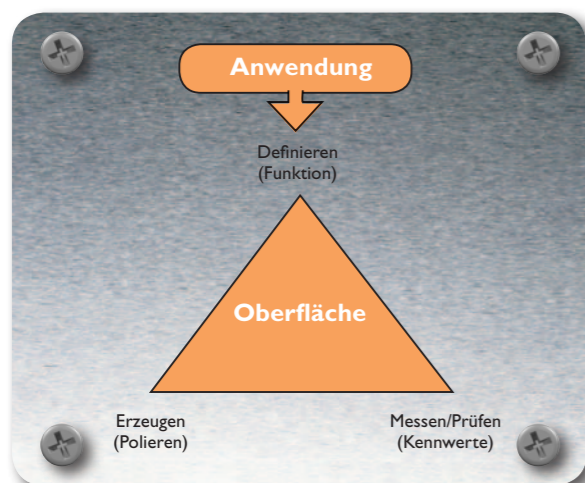 Anwendung
Definieren
(Funktion)
Oberfläche
Erzeugen
(Polieren)
Messen/Prüfen
(Kennwerte)